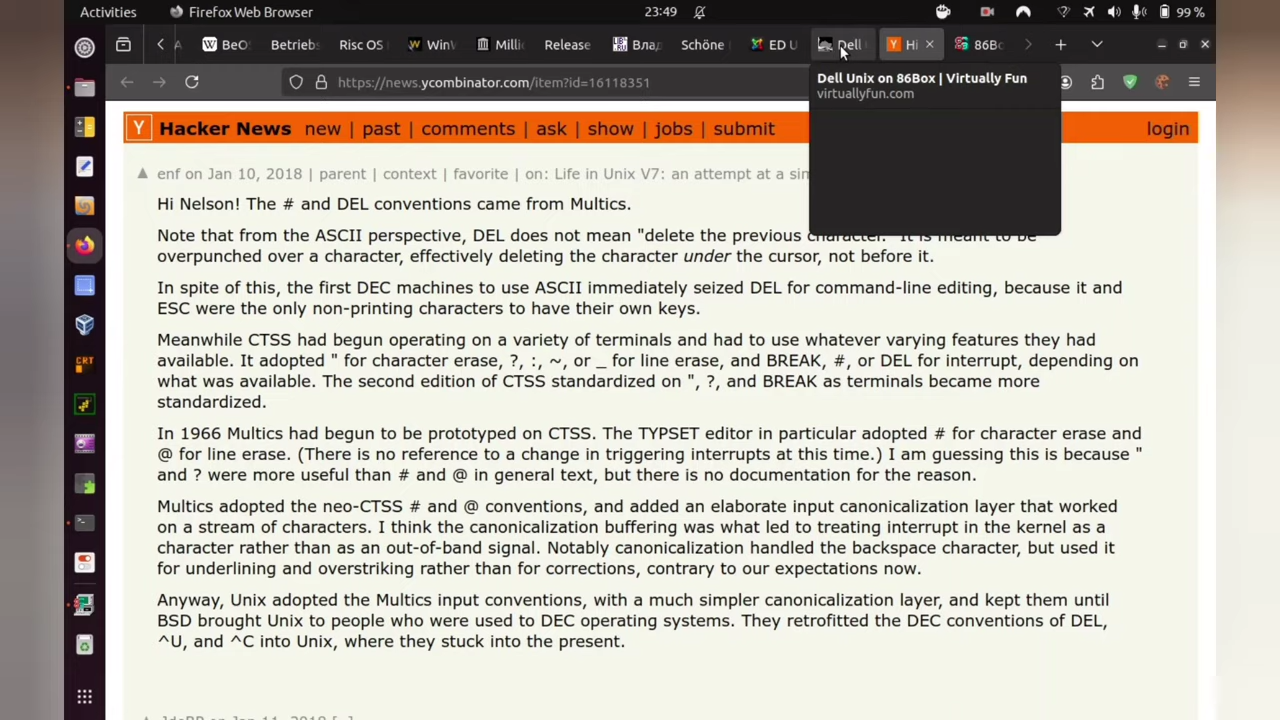 Activities
Firefox Web Browser
23:49
99 %
BeOS
Betriebs
Risc OS
WinW
Milli
Release
Влад
Schöne
ED U
Dell
Hi
86Bo
https://news.ycombinator.com/item?id=16118351
Dell Unix on 86Box | Virtually Fun
virtuallyfun.com
Y Hacker News new | past | comments | ask | show | jobs | submit
login
enf on Jan 10, 2018 | parent | context | favorite | on: Life in Unix V7: an attempt at a sim
Hi Nelson! The # and DEL conventions came from Multics.
Note that from the ASCII perspective, DEL does not mean "delete the previous character." It is meant to be
overpunched over a character, effectively deleting the character under the cursor, not before it.
In spite of this, the first DEC machines to use ASCII immediately seized DEL for command-line editing, because it and
ESC were the only non-printing characters to have their own keys.
Meanwhile CTSS had begun operating on a variety of terminals and had to use whatever varying features they had
available. It adopted " for character erase, ?, :, ~, or _ for line erase, and BREAK, #, or DEL for interrupt, depending on
what was available. The second edition of CTSS standardized on ", ?, and BREAK as terminals became more
standardized.
In 1966 Multics had begun to be prototyped on CTSS. The TYPSET editor in particular adopted # for character erase and
@ for line erase. (There is no reference to a change in triggering interrupts at this time.) I am guessing this is because "
and ? were more useful than # and @ in general text, but there is no documentation for the reason.
Multics adopted the neo-CTSS # and @ conventions, and added an elaborate input canonicalization layer that worked
on a stream of characters. I think the canonicalization buffering was what led to treating interrupt in the kernel as a
character rather than as an out-of-band signal. Notably canonicalization handled the backspace character, but used it
for underlining and overstriking rather than for corrections, contrary to our expectations now.
Anyway, Unix adopted the Multics input conventions, with a much simpler canonicalization layer, and kept them until
BSD brought Unix to people who were used to DEC operating systems. They retrofitted the DEC conventions of DEL,
^U, and ^C into Unix, where they stuck into the present.